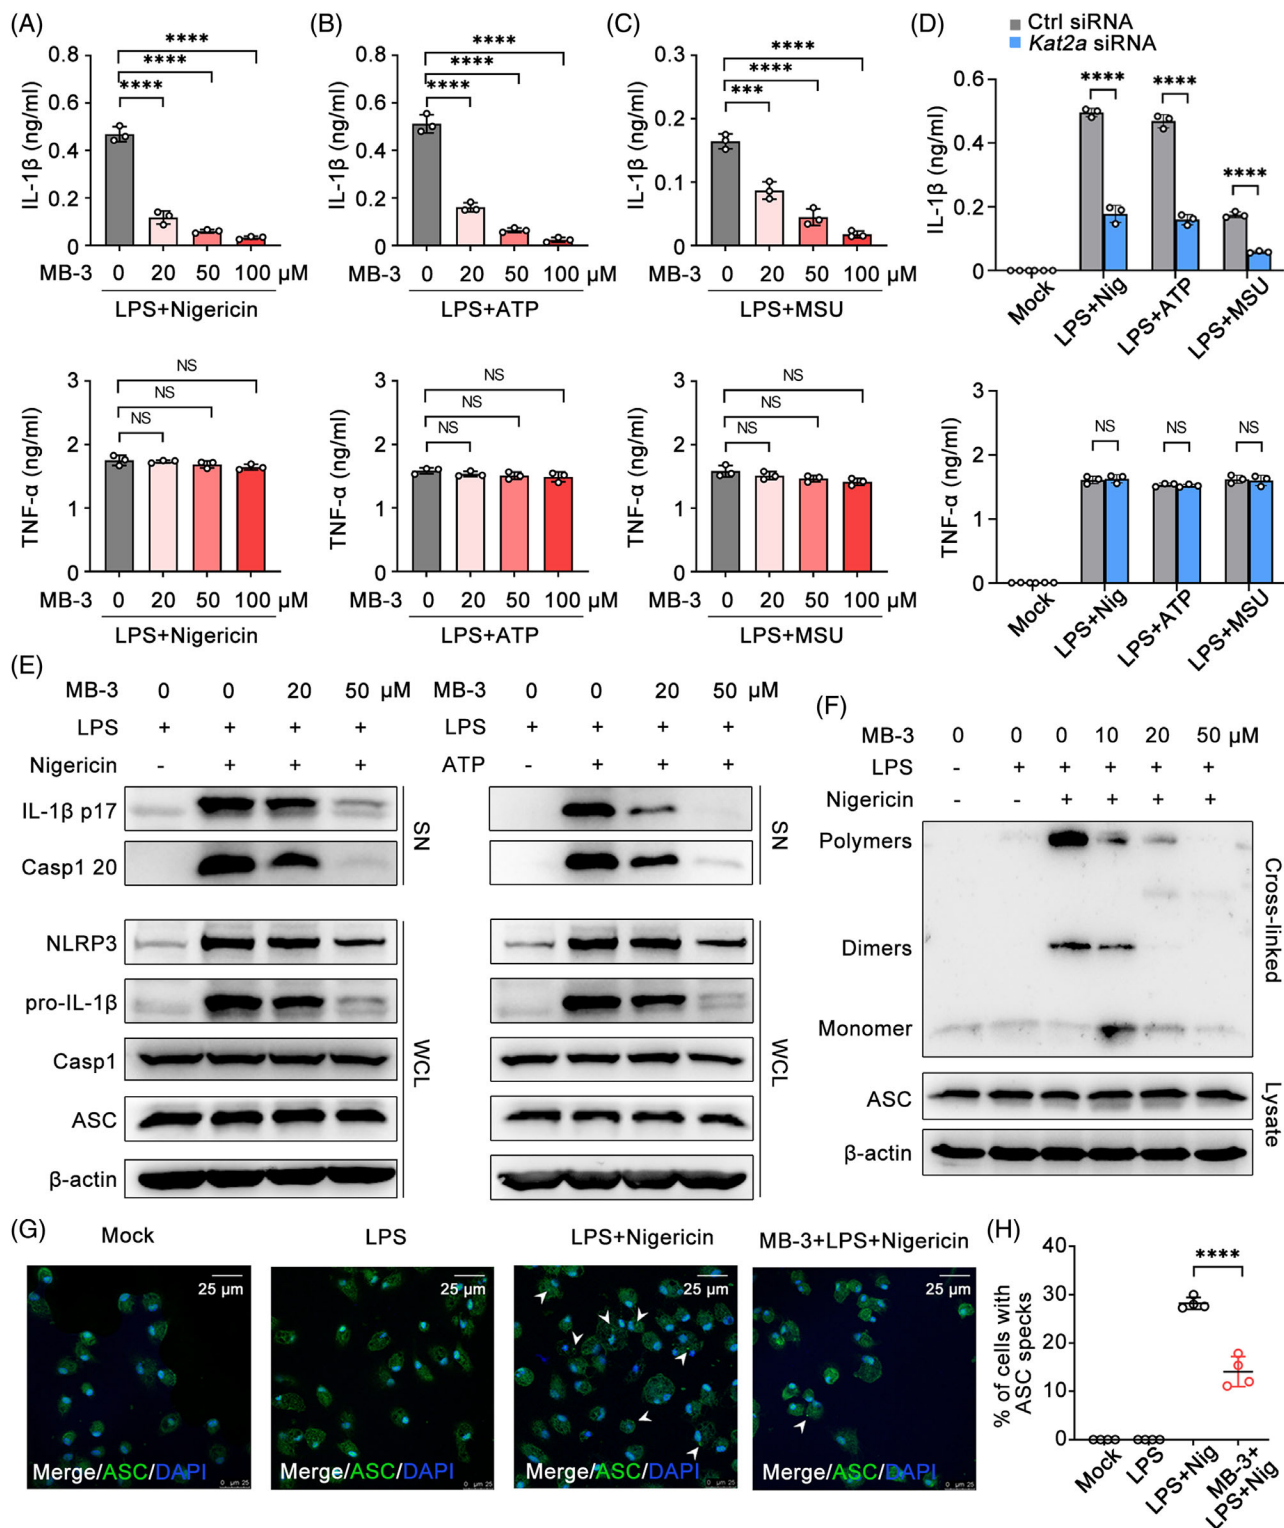 (A)
****
****
****
0.8
0.6
0.4
0.2
0
IL-1β (ng/ml)
MB-3 0 20 50 100 μM
LPS+Nigericin
NS
NS
NS
3
2
1
0
TNF-α (ng/ml)
MB-3 0 20 50 100 μM
LPS+Nigericin
(B)
****
****
****
0.8
0.6
0.4
0.2
0
IL-1β (ng/ml)
MB-3 0 20 50 100 μM
LPS+ATP
NS
NS
NS
3
2
1
0
TNF-α (ng/ml)
MB-3 0 20 50 100 μM
LPS+ATP
(C)
****
****
***
0.3
0.2
0.1
0
IL-1β (ng/ml)
MB-3 0 20 50 100 μM
LPS+MSU
NS
NS
NS
3
2
1
0
TNF-α (ng/ml)
MB-3 0 20 50 100 μM
LPS+MSU
(D)
Ctrl siRNA
Kat2a siRNA
**** **** ****
0.6
0.4
0.2
0
IL-1β (ng/ml)
Mock LPS+Nig LPS+ATP LPS+MSU
NS NS NS
3
2
1
0
TNF-α (ng/ml)
Mock LPS+Nig LPS+ATP LPS+MSU
(E)
MB-3 0 0 20 50 μM
LPS + + + +
Nigericin - + + +
IL-1β p17
Casp1 20
SN
NLRP3
pro-IL-1β
Casp1
ASC
β-actin
WCL
0 0 20 50 μM
LPS + + + +
ATP - + + +
SN
WCL
(F)
MB-3 0 0 0 10 20 50 μM
LPS - + + + + +
Nigericin - - + + + +
Polymers
Dimers
Monomer
Cross-linked
ASC
β-actin
Lysate
(G)
Mock
25 μm
Merge/ASC/DAPI
0 μm 25
LPS
25 μm
Merge/ASC/DAPI
0 μm 25
LPS+Nigericin
25 μm
Merge/ASC/DAPI
0 μm 25
MB-3+LPS+Nigericin
25 μm
Merge/ASC/DAPI
0 μm 25
(H)
****
40
30
20
10
0
% of cells with
ASC specks
Mock LPS LPS+Nig MB-3+
LPS+Nig